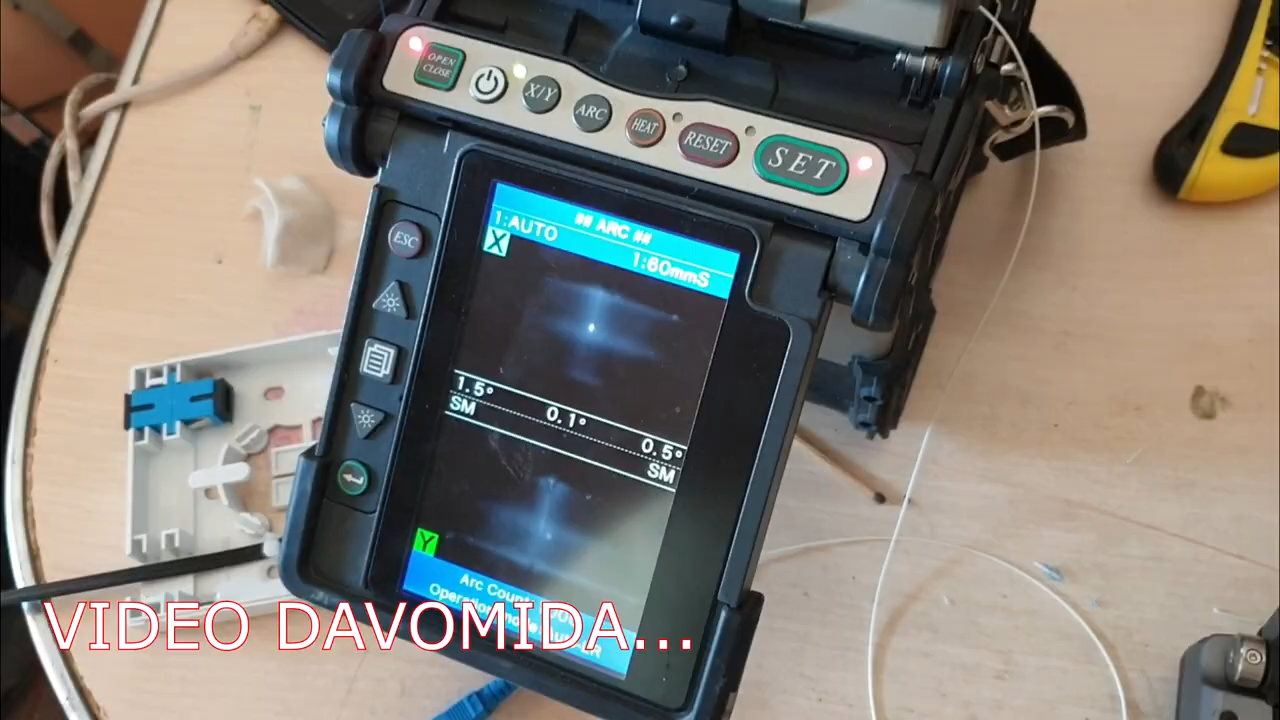 OPEN
CLOSE
X/Y
ARC
HEAT
RESET
SET
ESC
## ARC ##
1:AUTO
1:60mmS
X
1.5°
0.1°
0.5°
SM
SM
Y
Arc
VIDEO DAVOMIDA...